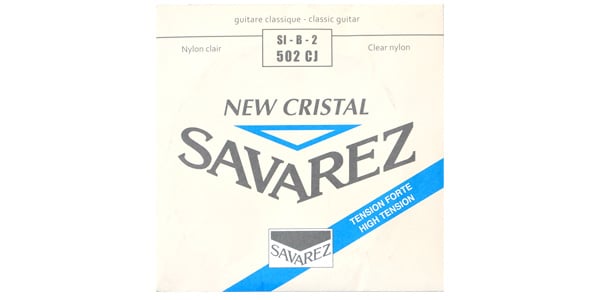 guitare classique - classic guitar
SI - B - 2
502 CJ
Nylon clair
Clear nylon
NEW CRISTAL
SAVAREZ
TENSION FORTE
HIGH TENSION
SAVAREZ